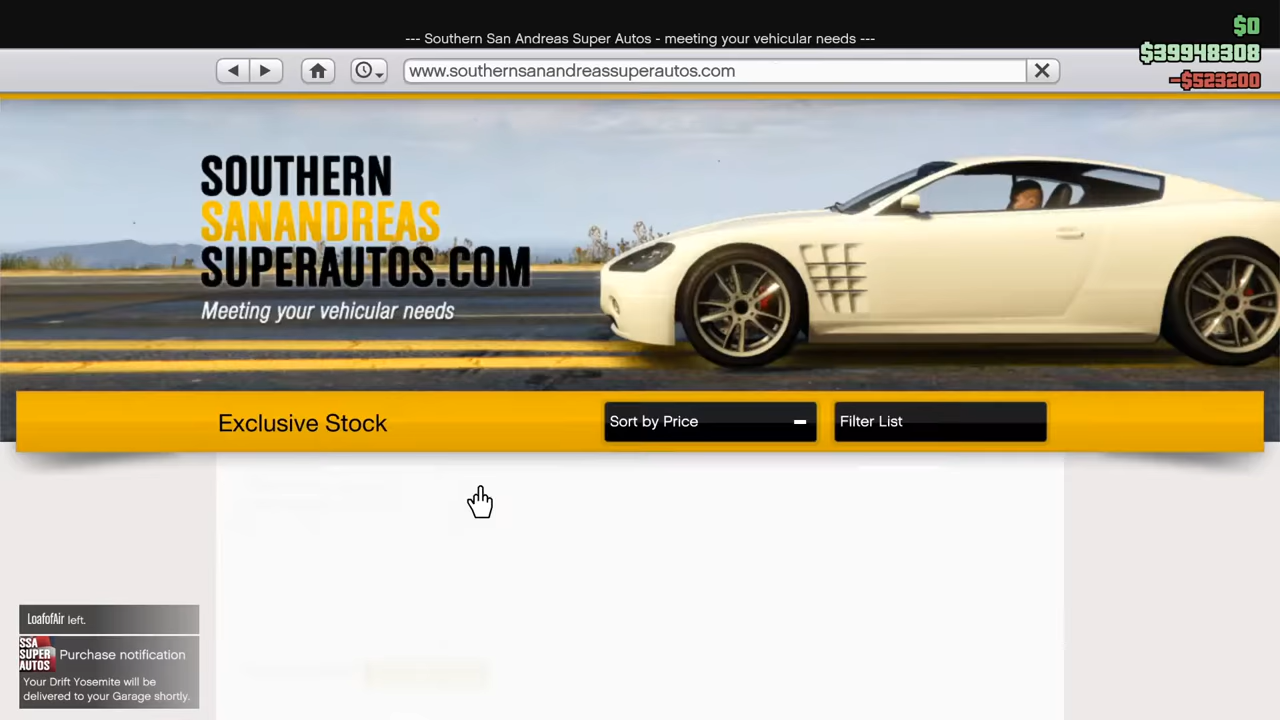 --- Southern San Andreas Super Autos - meeting your vehicular needs ---
$0
$39948308
-$523200
www.southernsanandreassuperautos.com
SOUTHERN
SANANDREAS
SUPERAUTOS.COM
Meeting your vehicular needs
Exclusive Stock
Sort by Price
Filter List
LoafofAir left.
SSA
SUPER
AUTOS
Purchase notification
Your Drift Yosemite will be
delivered to your Garage shortly.